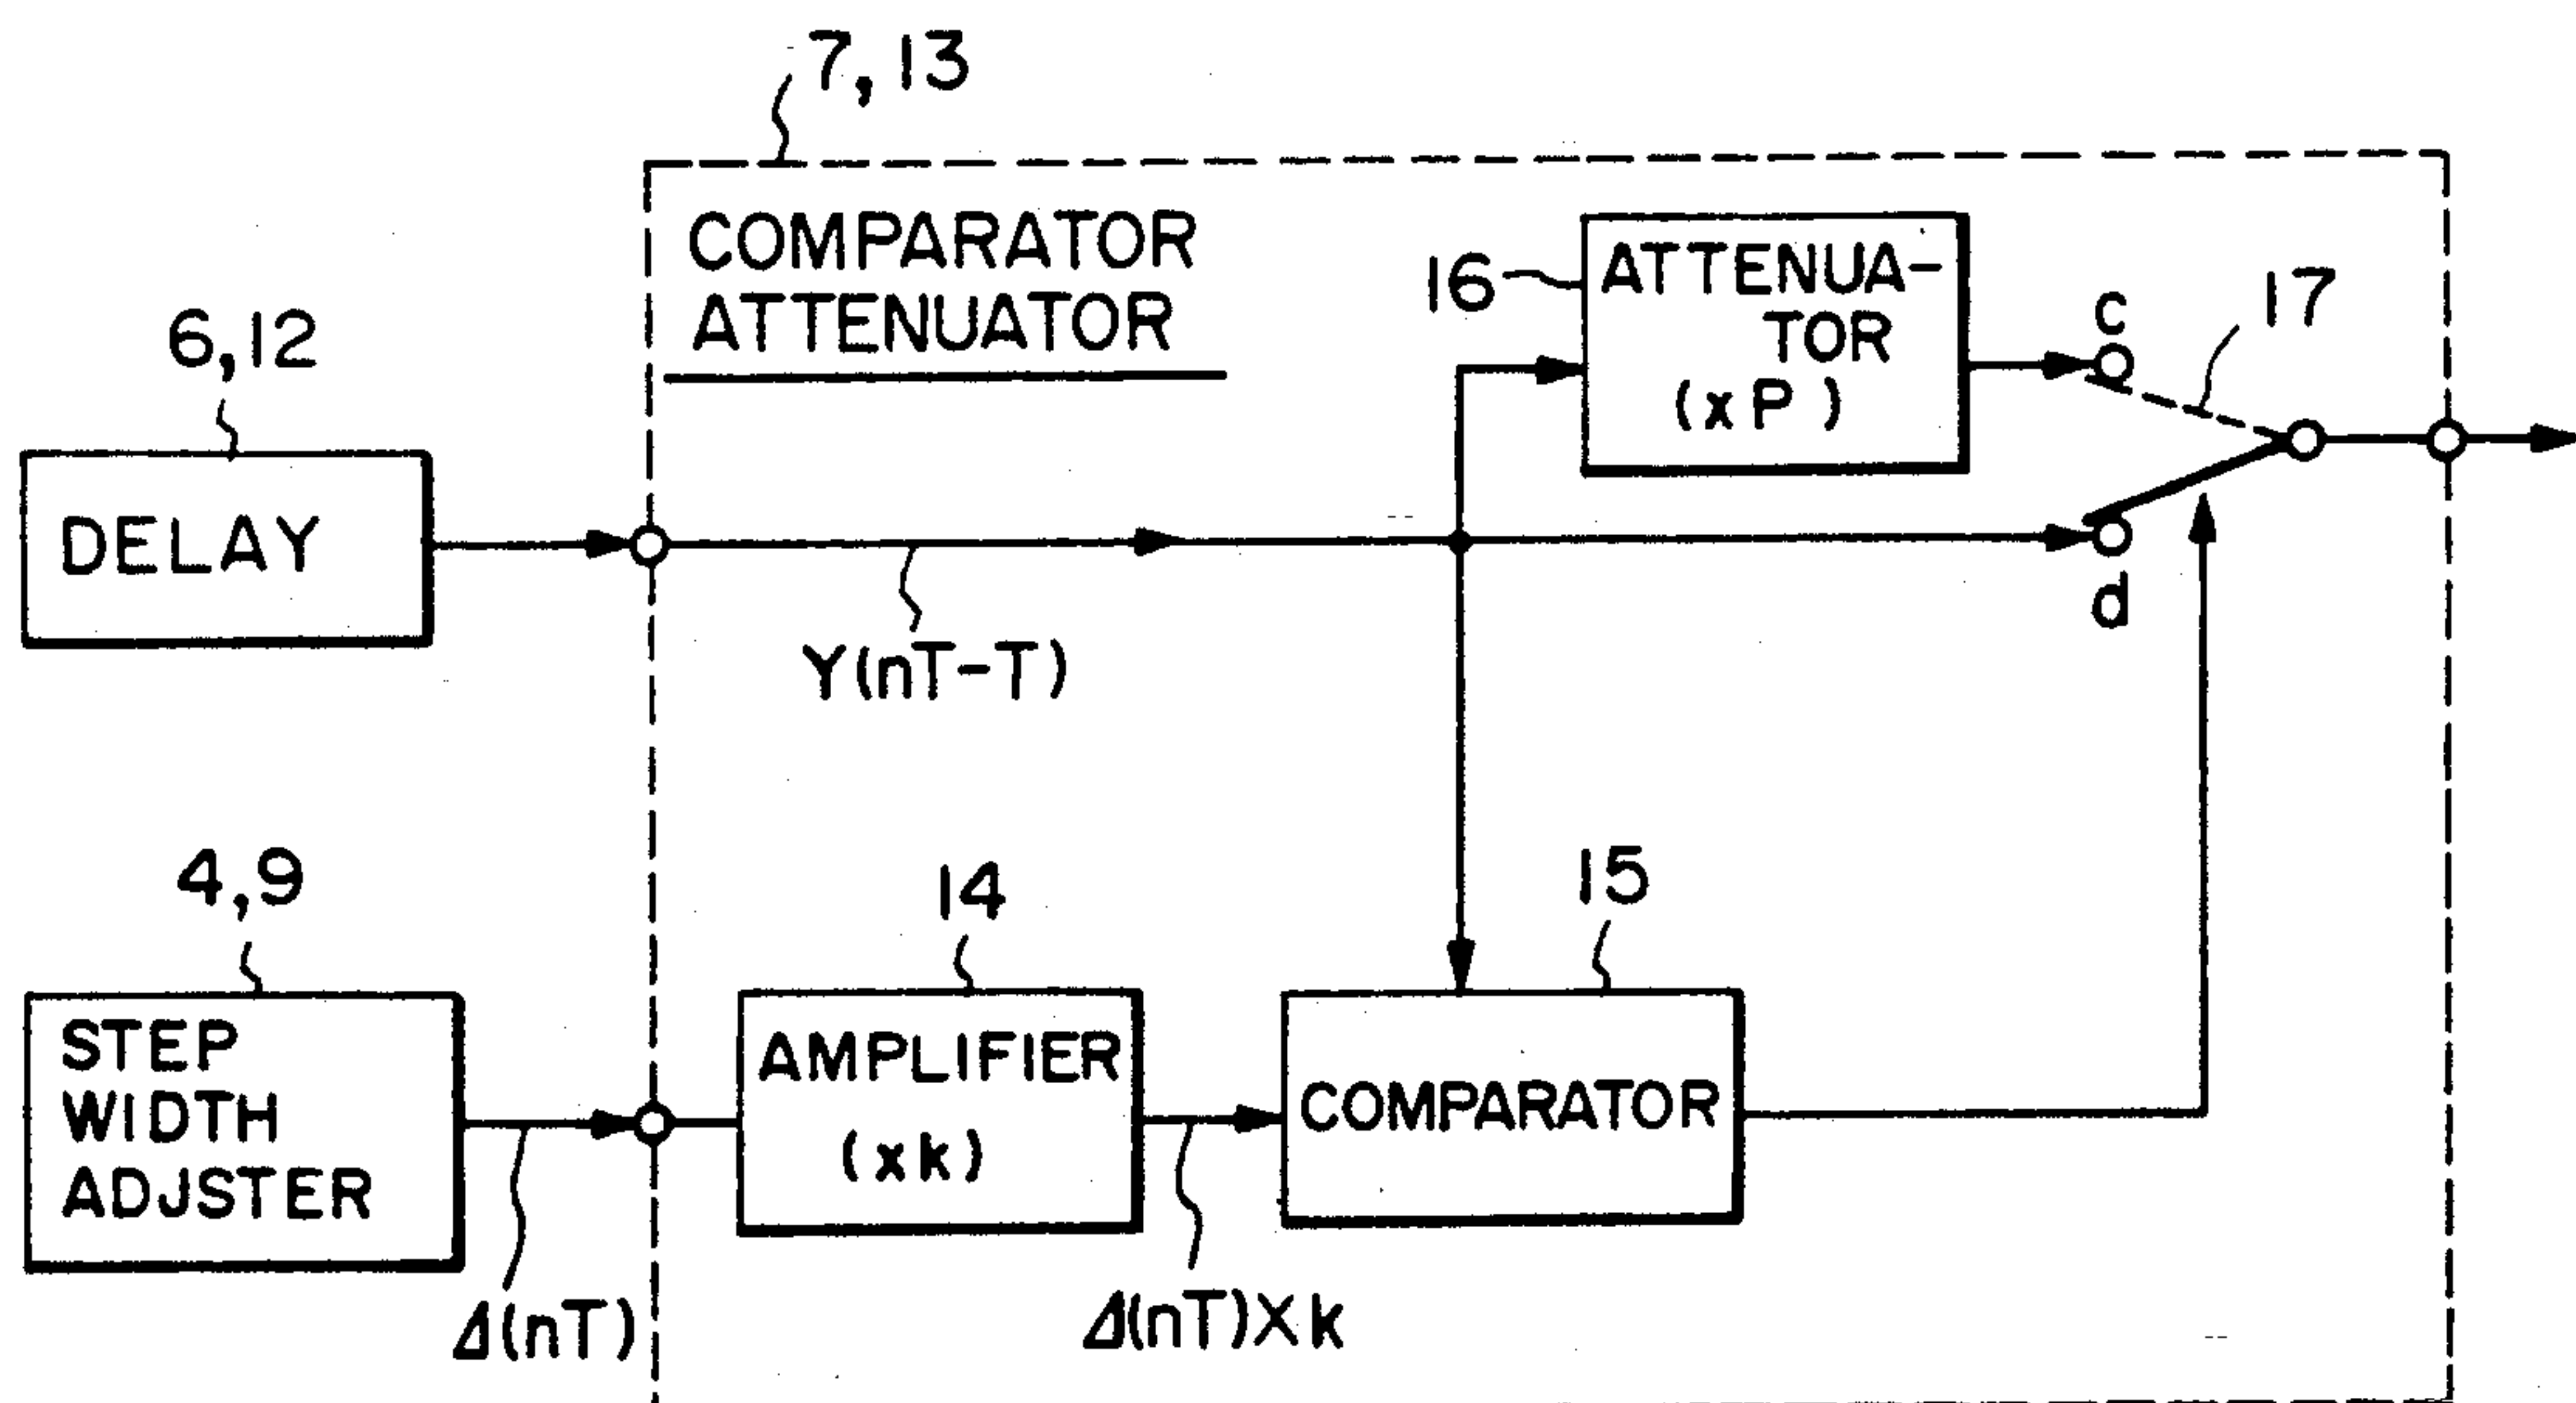 7,13
COMPARATOR
ATTENUATOR
16
ATTENUA-
TOR
(xP)
c
17
6,12
DELAY
d
Y(nT-T)
4,9
14
15
STEP
WIDTH
ADJSTER
AMPLIFIER
(xk)
COMPARATOR
Δ(nT)
Δ(nT)Xk